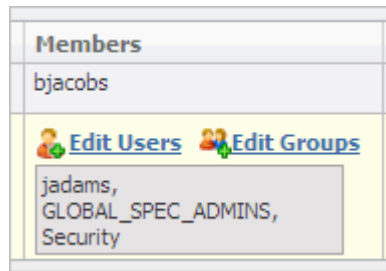 Members
bjacobs
Edit Users Edit Groups
jadams,
GLOBAL_SPEC_ADMINS,
Security